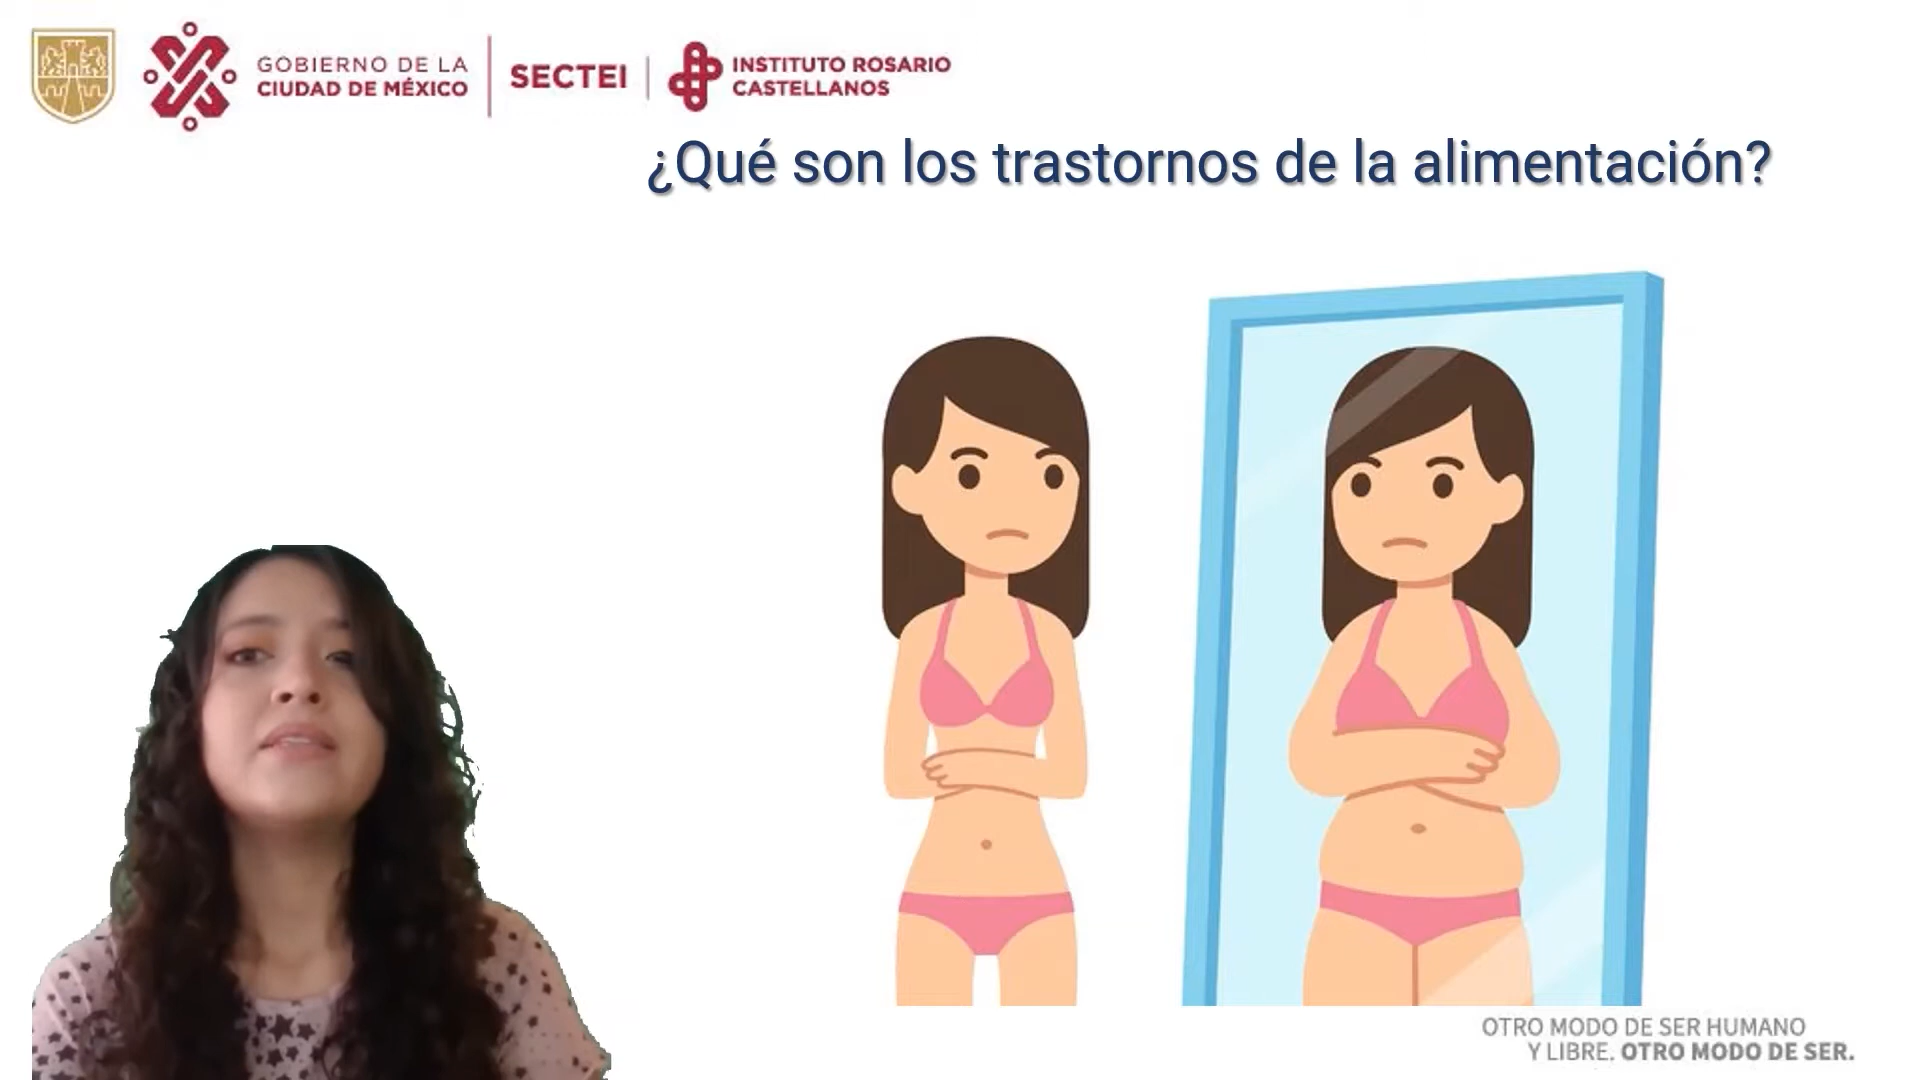 GOBIERNO DE LA
CIUDAD DE MÉXICO
SECTEI
INSTITUTO ROSARIO
CASTELLANOS
¿Qué son los trastornos de la alimentación?
OTRO MODO DE SER HUMANO
Y LIBRE. OTRO MODO DE SER.